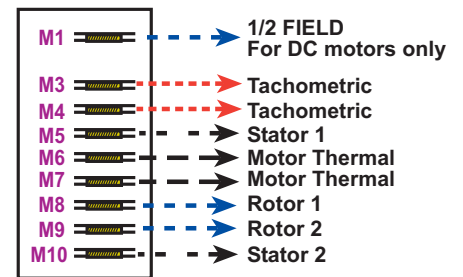 M1 1/2 FIELD
For DC motors only
M3 Tachometric
M4 Tachometric
M5 Stator 1
M6 Motor Thermal
M7 Motor Thermal
M8 Rotor 1
M9 Rotor 2
M10 Stator 2